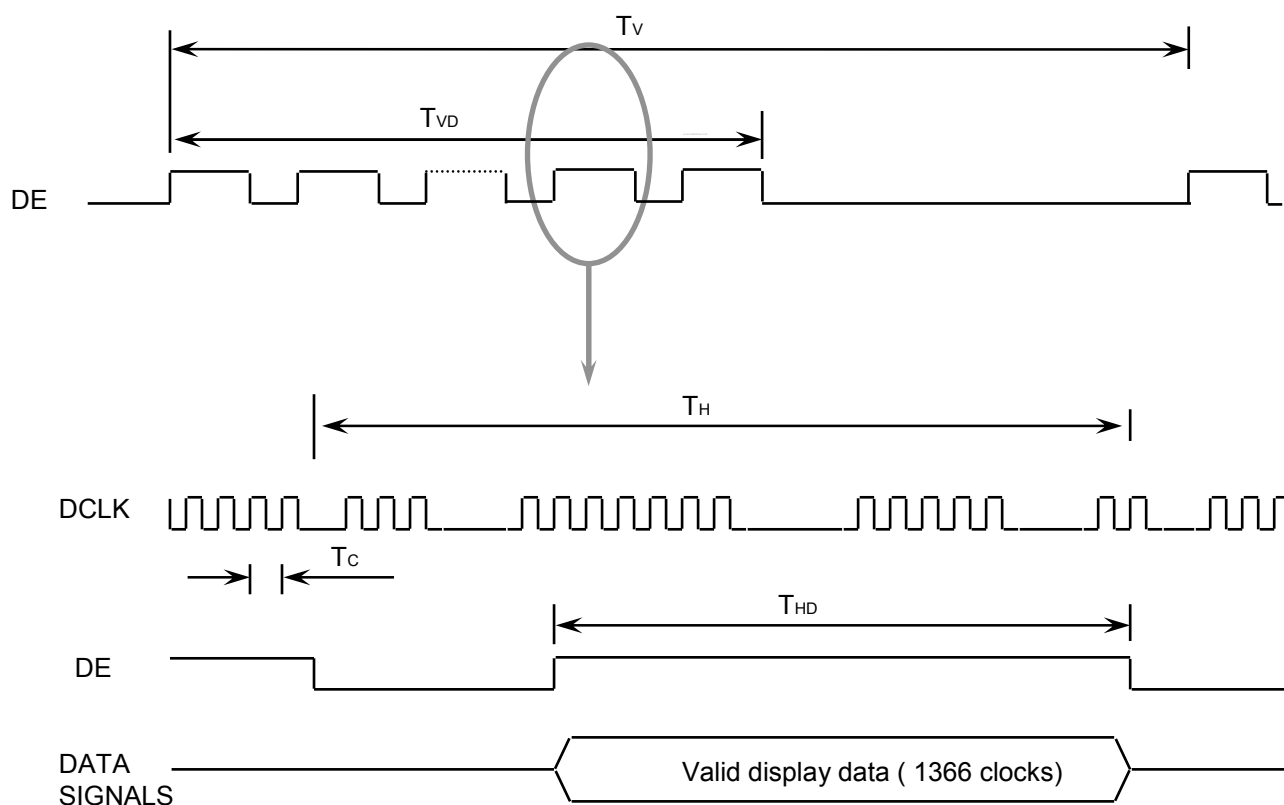 TV
TVD
DE
TH
DCLK
TC
THD
DE
DATA
SIGNALS
Valid display data ( 1366 clocks)